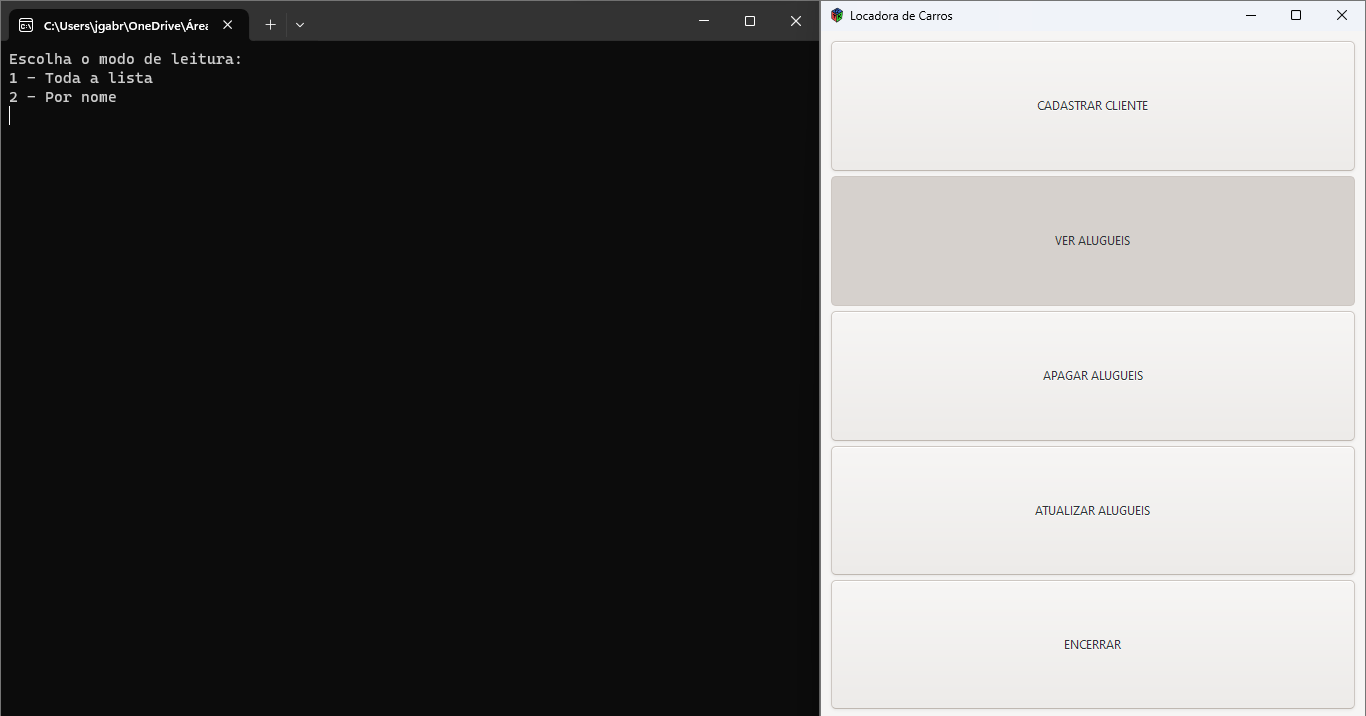 C:\Users\jgabr\OneDrive\Área
Escolha o modo de leitura:
1 - Toda a lista
2 - Por nome
Locadora de Carros
CADASTRAR CLIENTE
VER ALUGUEIS
APAGAR ALUGUEIS
ATUALIZAR ALUGUEIS
ENCERRAR